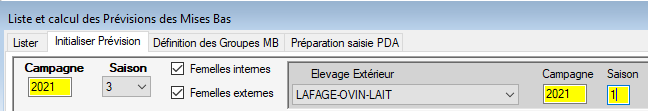 Liste et calcul des Prévisions des Mises Bas
Lister Initialiser Prévision Définition des Groupes MB Préparation saisie PDA
Campagne Saison Femelles internes Elevage Extérieur Campagne Saison
2021 3 Femelles externes LAFAGE-OVIN-LAIT 2021 1